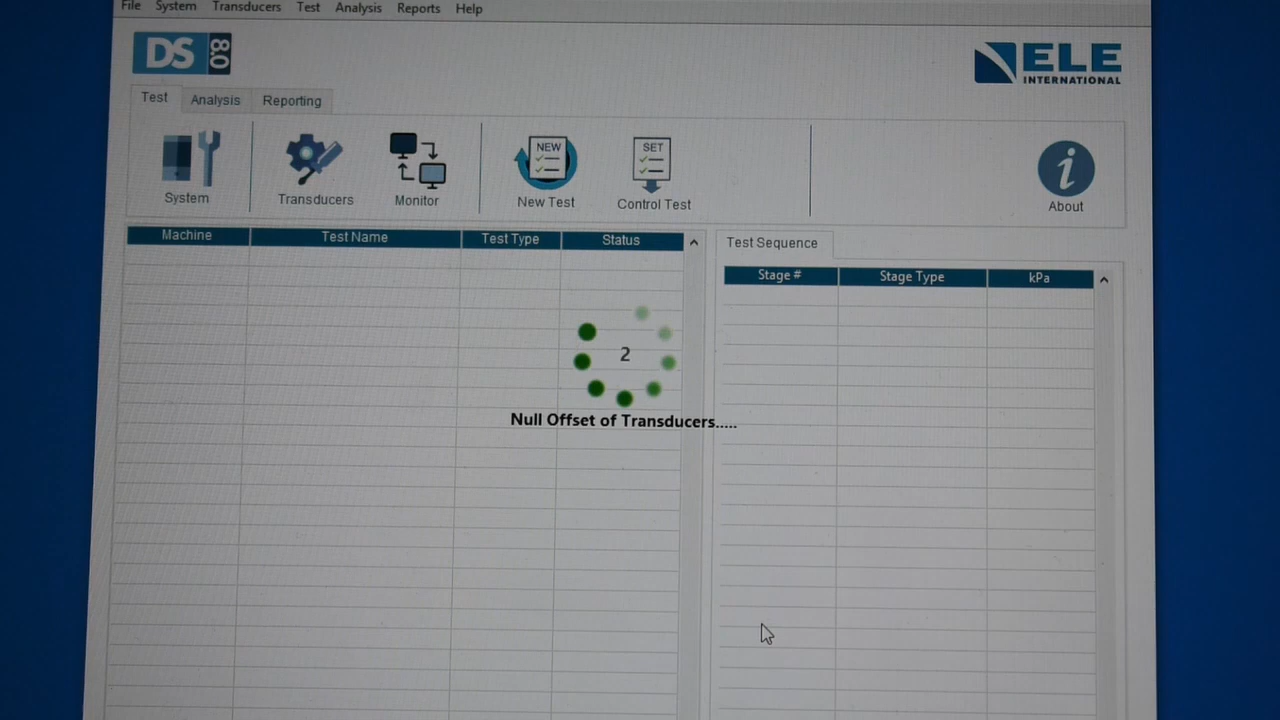 File System Transducers Test Analysis Reports Help
DS 8.0
ELE
INTERNATIONAL
Test Analysis Reporting
NEW
SET
System Transducers Monitor New Test Control Test About
Machine Test Name Test Type Status
Test Sequence
Stage # Stage Type kPa
2
Null Offset of Transducers.....